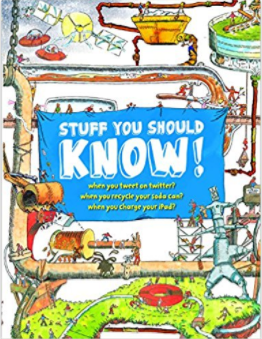 STUFF YOU SHOULD
KNOW!
when you tweet on twitter?
when you recycle your soda can?
when you charge your iPad?